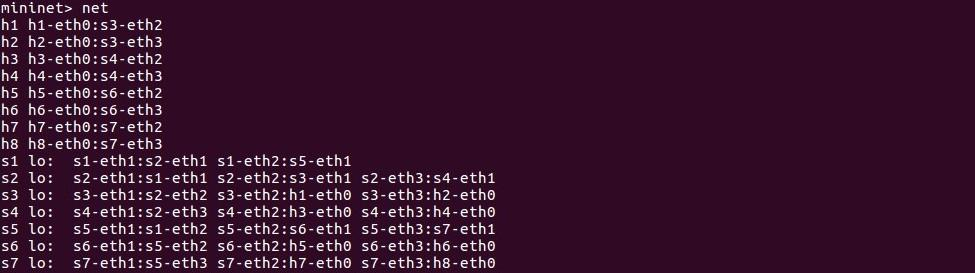 mininet> net
h1 h1-eth0:s3-eth2
h2 h2-eth0:s3-eth3
h3 h3-eth0:s4-eth2
h4 h4-eth0:s4-eth3
h5 h5-eth0:s6-eth2
h6 h6-eth0:s6-eth3
h7 h7-eth0:s7-eth2
h8 h8-eth0:s7-eth3
s1 lo:  s1-eth1:s2-eth1 s1-eth2:s5-eth1
s2 lo:  s2-eth1:s1-eth1 s2-eth2:s3-eth1 s2-eth3:s4-eth1
s3 lo:  s3-eth1:s2-eth2 s3-eth2:h1-eth0 s3-eth3:h2-eth0
s4 lo:  s4-eth1:s2-eth3 s4-eth2:h3-eth0 s4-eth3:h4-eth0
s5 lo:  s5-eth1:s1-eth2 s5-eth2:s6-eth1 s5-eth3:s7-eth1
s6 lo:  s6-eth1:s5-eth2 s6-eth2:h5-eth0 s6-eth3:h6-eth0
s7 lo:  s7-eth1:s5-eth3 s7-eth2:h7-eth0 s7-eth3:h8-eth0